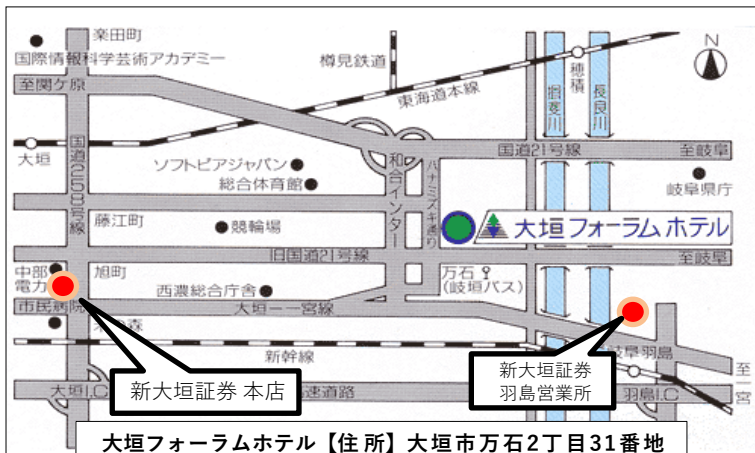 楽田町
国際情報科学芸術アカデミー
至関ケ原
樽見鉄道
東海道本線
穂積
揖斐川
長良川
N
大垣
国道258号線
ソフトピアジャパン
総合体育館
和合インター
ハナミズキ通り
国道21号線
至岐阜
岐阜県庁
藤江町
競輪場
大垣フォーラムホテル
旧国道21号線
至岐阜
中部
電力
旭町
西濃総合庁舎
万石
(岐垣バス)
市民病院
大垣一一宮線
新幹線
岐阜羽島
新大垣証券 本店
新大垣証券
羽島営業所
大垣I.C
速道路
羽島I.C
至一宮
大垣フォーラムホテル【住所】大垣市万石2丁目31番地